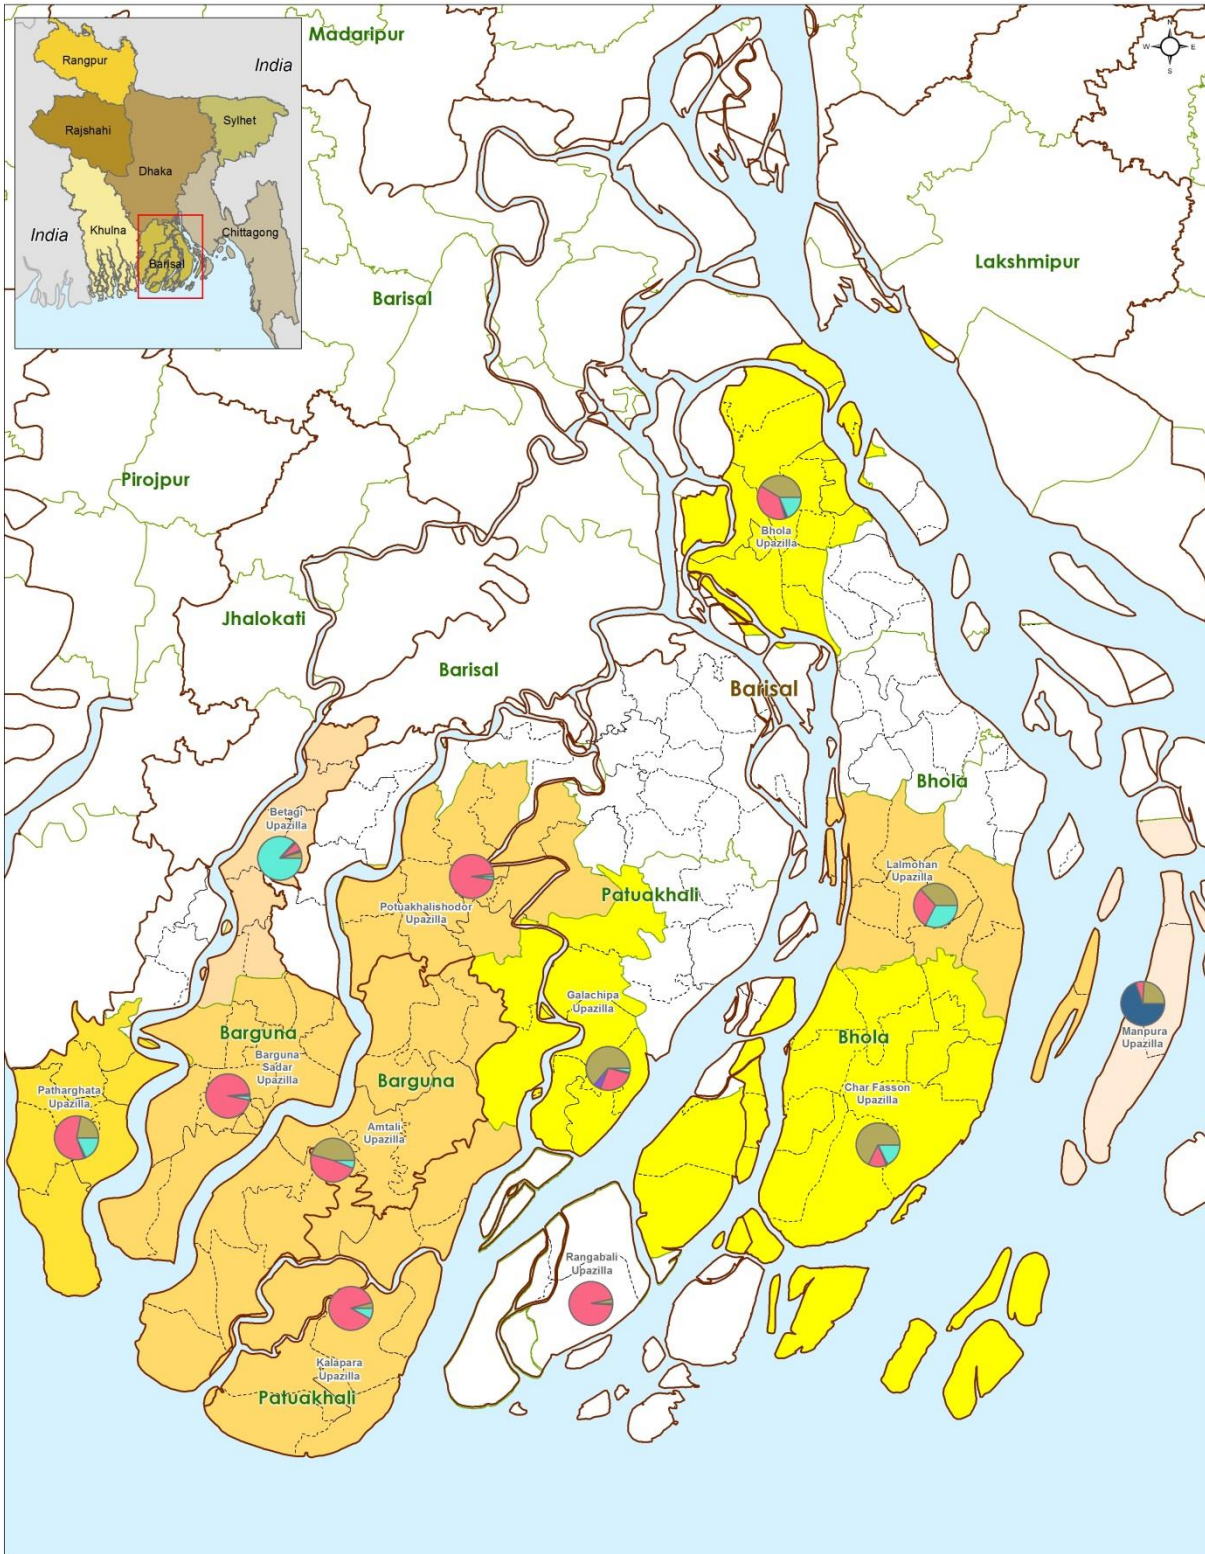 Madaripur
N
W
E
S
India
Rangpur
Rajshahi
Sylhet
Dhaka
India
Khulna
Chittagong
Barisal
Lakshmipur
Barisal
Pirojpur
Bhola
Upazilla
Jhalokati
Barisal
Barisal
Bhola
Betagi
Upazilla
Lalmohan
Upazilla
Patuakhali
Potuakhalishodor
Upazilla
Galachipa
Upazilla
Manpura
Upazilla
Barguna
Barguna
Sadar
Upazilla
Bhola
Barguna
Char Fasson
Upazilla
Patharghata
Upazilla
Amtali
Upazilla
Rangabali
Upazilla
Kalapara
Upazilla
Patuakhali